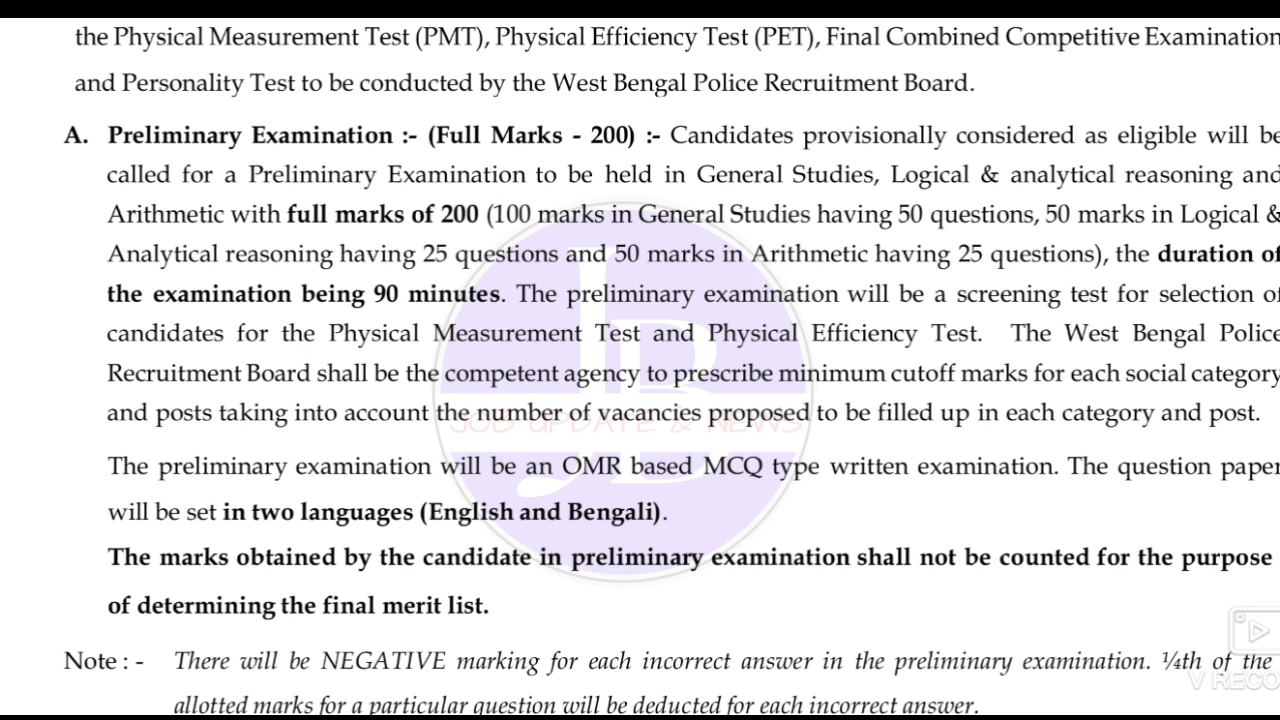 the Physical Measurement Test (PMT), Physical Efficiency Test (PET), Final Combined Competitive Examination
and Personality Test to be conducted by the West Bengal Police Recruitment Board.
A. Preliminary Examination :- (Full Marks - 200) :- Candidates provisionally considered as eligible will be
called for a Preliminary Examination to be held in General Studies, Logical & analytical reasoning and
Arithmetic with full marks of 200 (100 marks in General Studies having 50 questions, 50 marks in Logical &
Analytical reasoning having 25 questions and 50 marks in Arithmetic having 25 questions), the duration of
the examination being 90 minutes. The preliminary examination will be a screening test for selection of
candidates for the Physical Measurement Test and Physical Efficiency Test. The West Bengal Police
Recruitment Board shall be the competent agency to prescribe minimum cutoff marks for each social category
and posts taking into account the number of vacancies proposed to be filled up in each category and post.
JOB UPDATE & NEWS
The preliminary examination will be an OMR based MCQ type written examination. The question paper
will be set in two languages (English and Bengali).
The marks obtained by the candidate in preliminary examination shall not be counted for the purpose
of determining the final merit list.
Note : - There will be NEGATIVE marking for each incorrect answer in the preliminary examination. ¼th of the
allotted marks for a particular question will be deducted for each incorrect answer.
V RECO